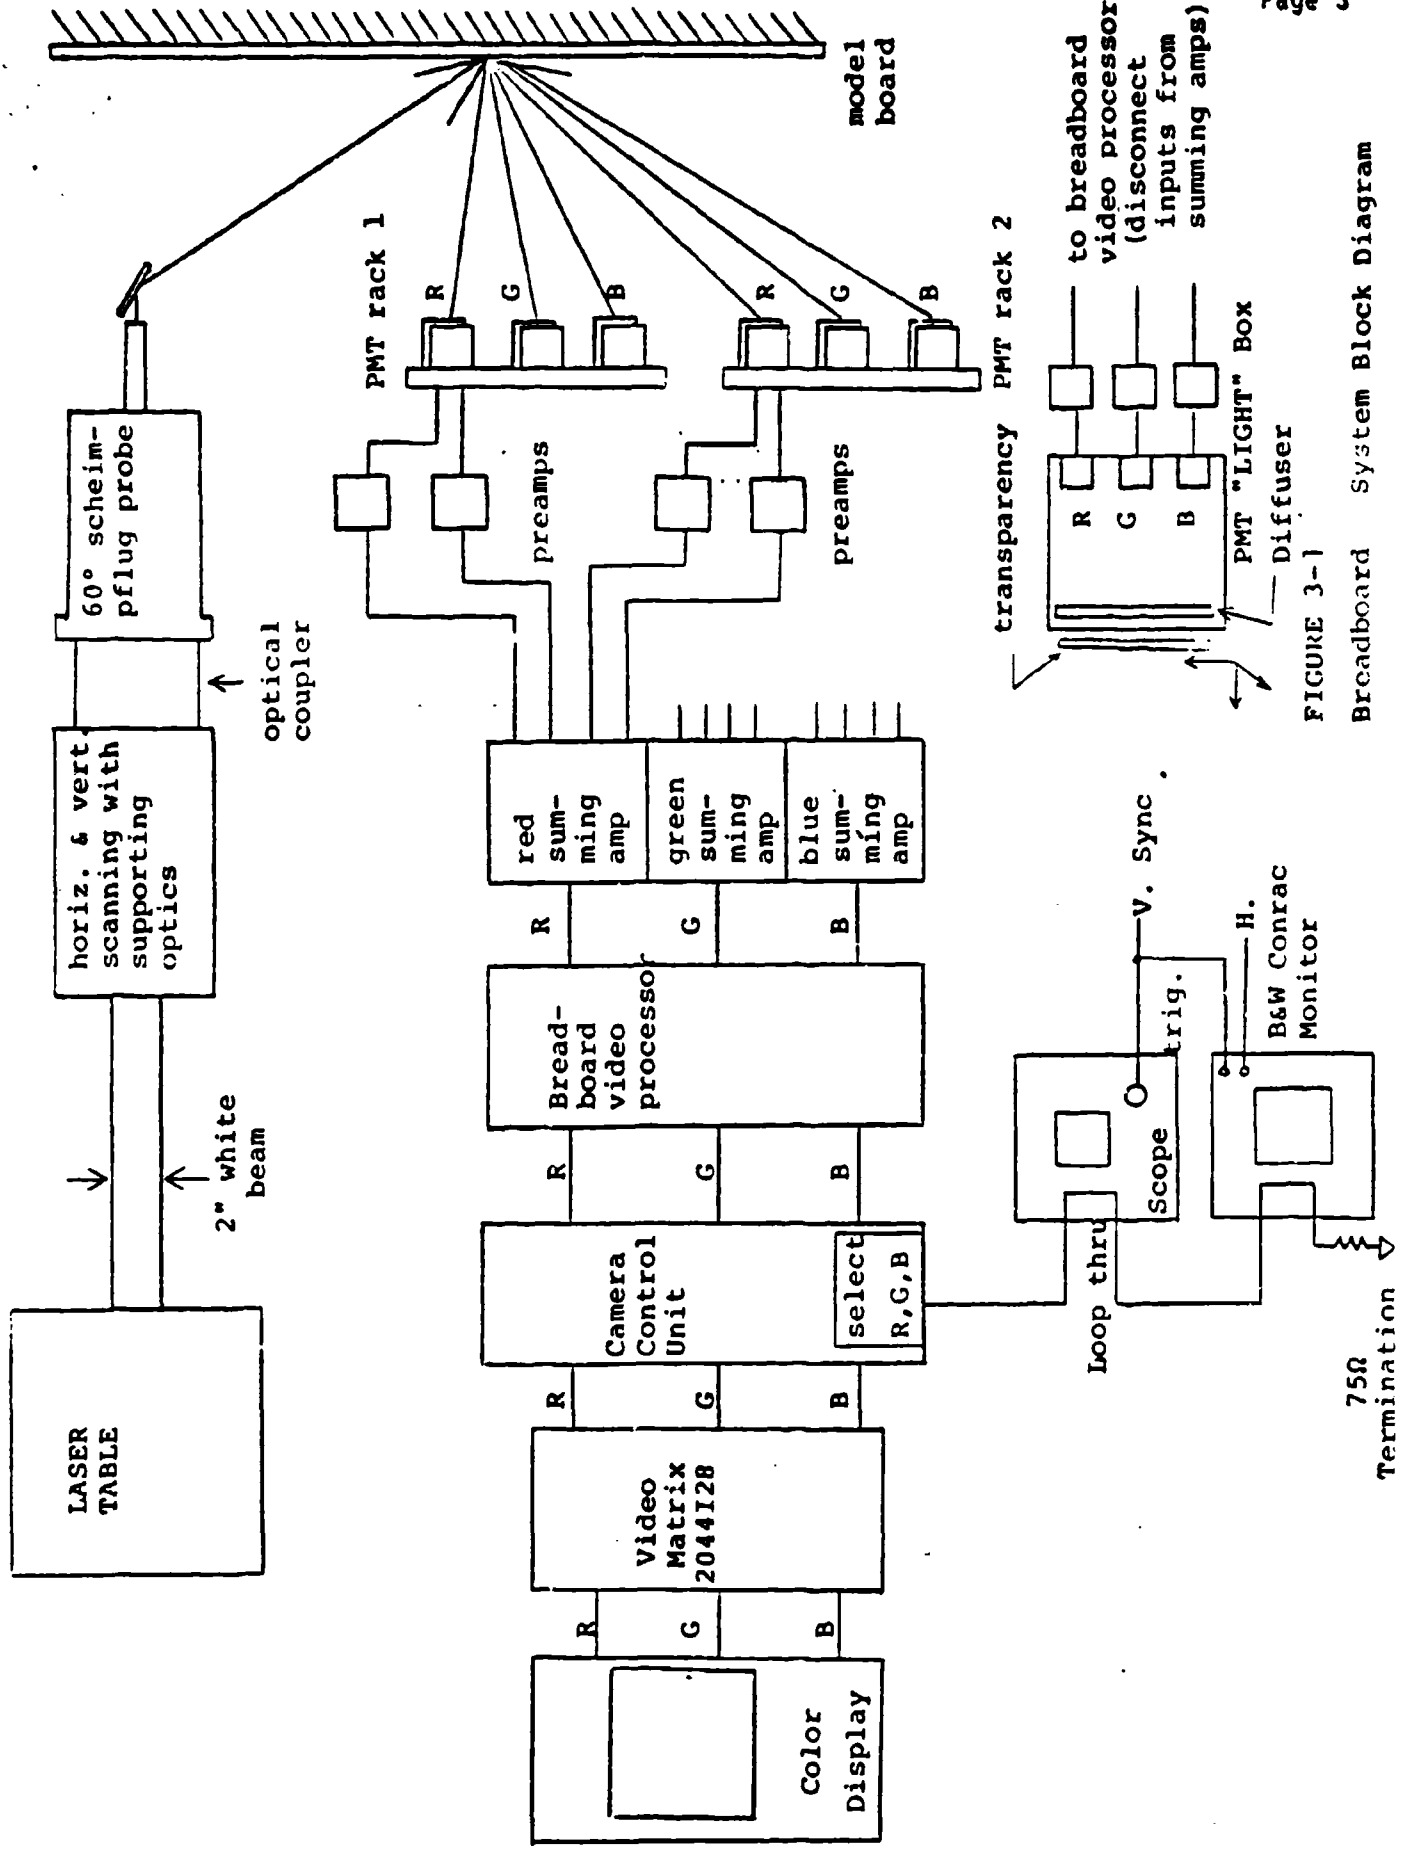 LASER
TABLE
2" white
beam
horiz. & vert.
scanning with
supporting
optics
optical
coupler
60° scheim-
pflug probe
model
board
PMT rack 1
R
G
B
R
G
B
PMT rack 2
preamps
preamps
red
sum-
ming
amp
green
sum-
ming
amp
blue
sum-
ming
amp
R
G
B
Bread-
board
video
processor
R
G
B
Camera
Control
Unit
select
R,G,B
R
G
B
Video
Matrix
2044128
R
G
B
Color
Display
Loop thru
Scope
trig.
V. Sync
H.
B&W Conrac
Monitor
75Ω
Termination
transparency
R
G
B
PMT "LIGHT" Box
Diffuser
to breadboard
video processor
(disconnect
inputs from
summing amps)
FIGURE 3-1
Breadboard System Block Diagram